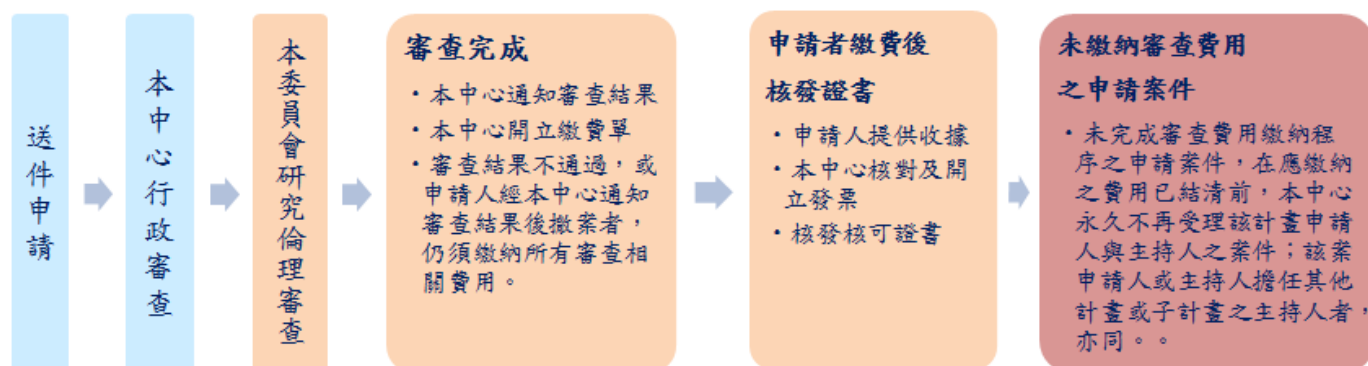 送件申請
本中心行政審查
本委員會研究倫理審查
審查完成
・本中心通知審查結果
・本中心開立繳費單
・審查結果不通過，或
申請人經本中心通知
審查結果後撤案者，
仍須繳納所有審查相
關費用。
申請者繳費後
核發證書
・申請人提供收據
・本中心核對及開
立發票
・核發核可證書
未繳納審查費用
之申請案件
・未完成審查費用繳納程
序之申請案件，在應繳納
之費用已結清前，本中心
永久不再受理該計畫申請
人與主持人之案件；該案
申請人或主持人擔任其他
計畫或子計畫之主持人者，
亦同。。